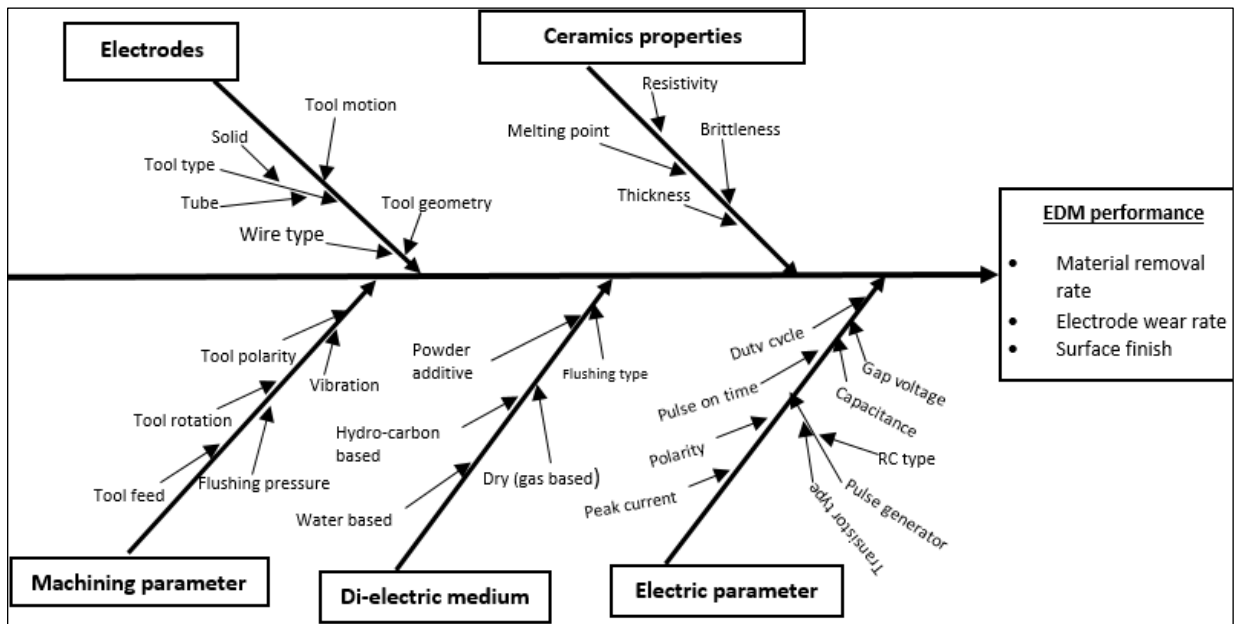 Electrodes
Ceramics properties
Tool motion
Solid
Tool type
Tube
Tool geometry
Wire type
Resistivity
Melting point
Brittleness
Thickness
EDM performance
• Material removal
rate
• Electrode wear rate
• Surface finish
Tool polarity
Vibration
Tool rotation
Tool feed
Flushing pressure
Machining parameter
Powder
additive
Flushing type
Hydro-carbon
based
Dry (gas based)
Water based
Di-electric medium
Duty cycle
Gap voltage
Pulse on time
Capacitance
Polarity
RC type
Peak current
Pulse generator
Transistor type
Electric parameter